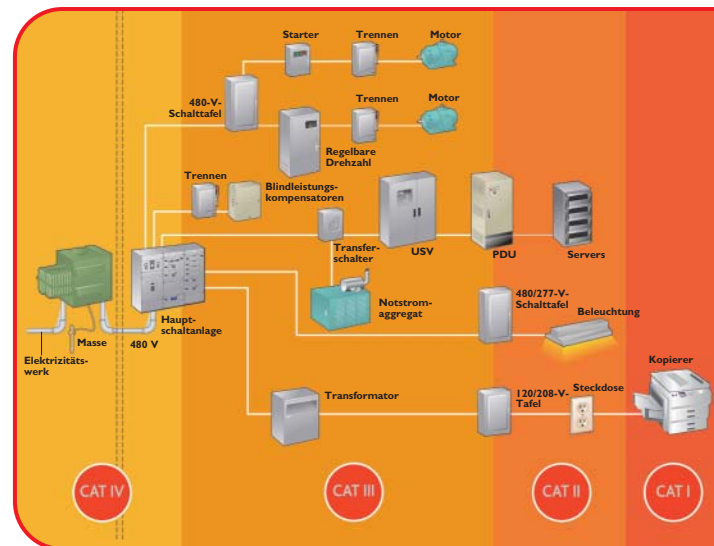 Starter
Trennen
Motor
480-V-
Schalttafel
Trennen
Motor
Regelbare
Drehzahl
Trennen
Blindleistungs-
kompensatoren
Transfer-
schalter
USV
PDU
Servers
Notstrom-
aggregat
480/277-V-
Schalttafel
Beleuchtung
Haupt-
schaltanlage
480 V
Masse
Elektrizitäts-
werk
Transformator
120/208-V-
Tafel
Steckdose
Kopierer
CAT IV
CAT III
CAT II
CAT I